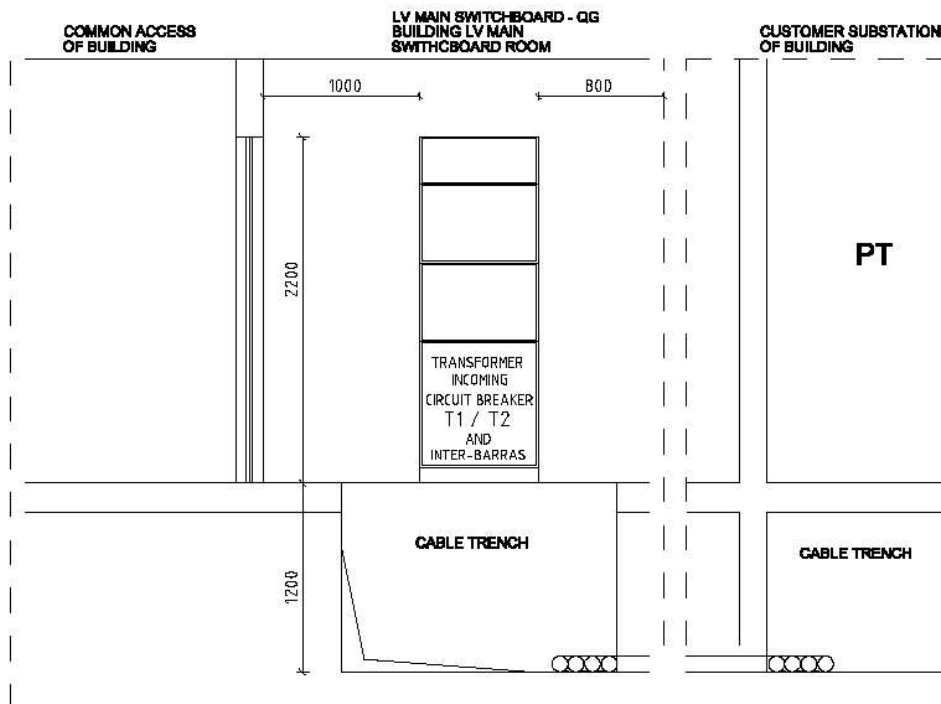 COMMON ACCESS
OF BUILDING
LV MAIN SWITCHBOARD - QG
BUILDING LV MAIN
SWITHCBOARD ROOM
CUSTOMER SUBSTATION
OF BUILDING
1000
800
2200
PT
TRANSFORMER
INCOMING
CIRCUIT BREAKER
T1 / T2
AND
INTER-BARRAS
CABLE TRENCH
CABLE TRENCH
1200